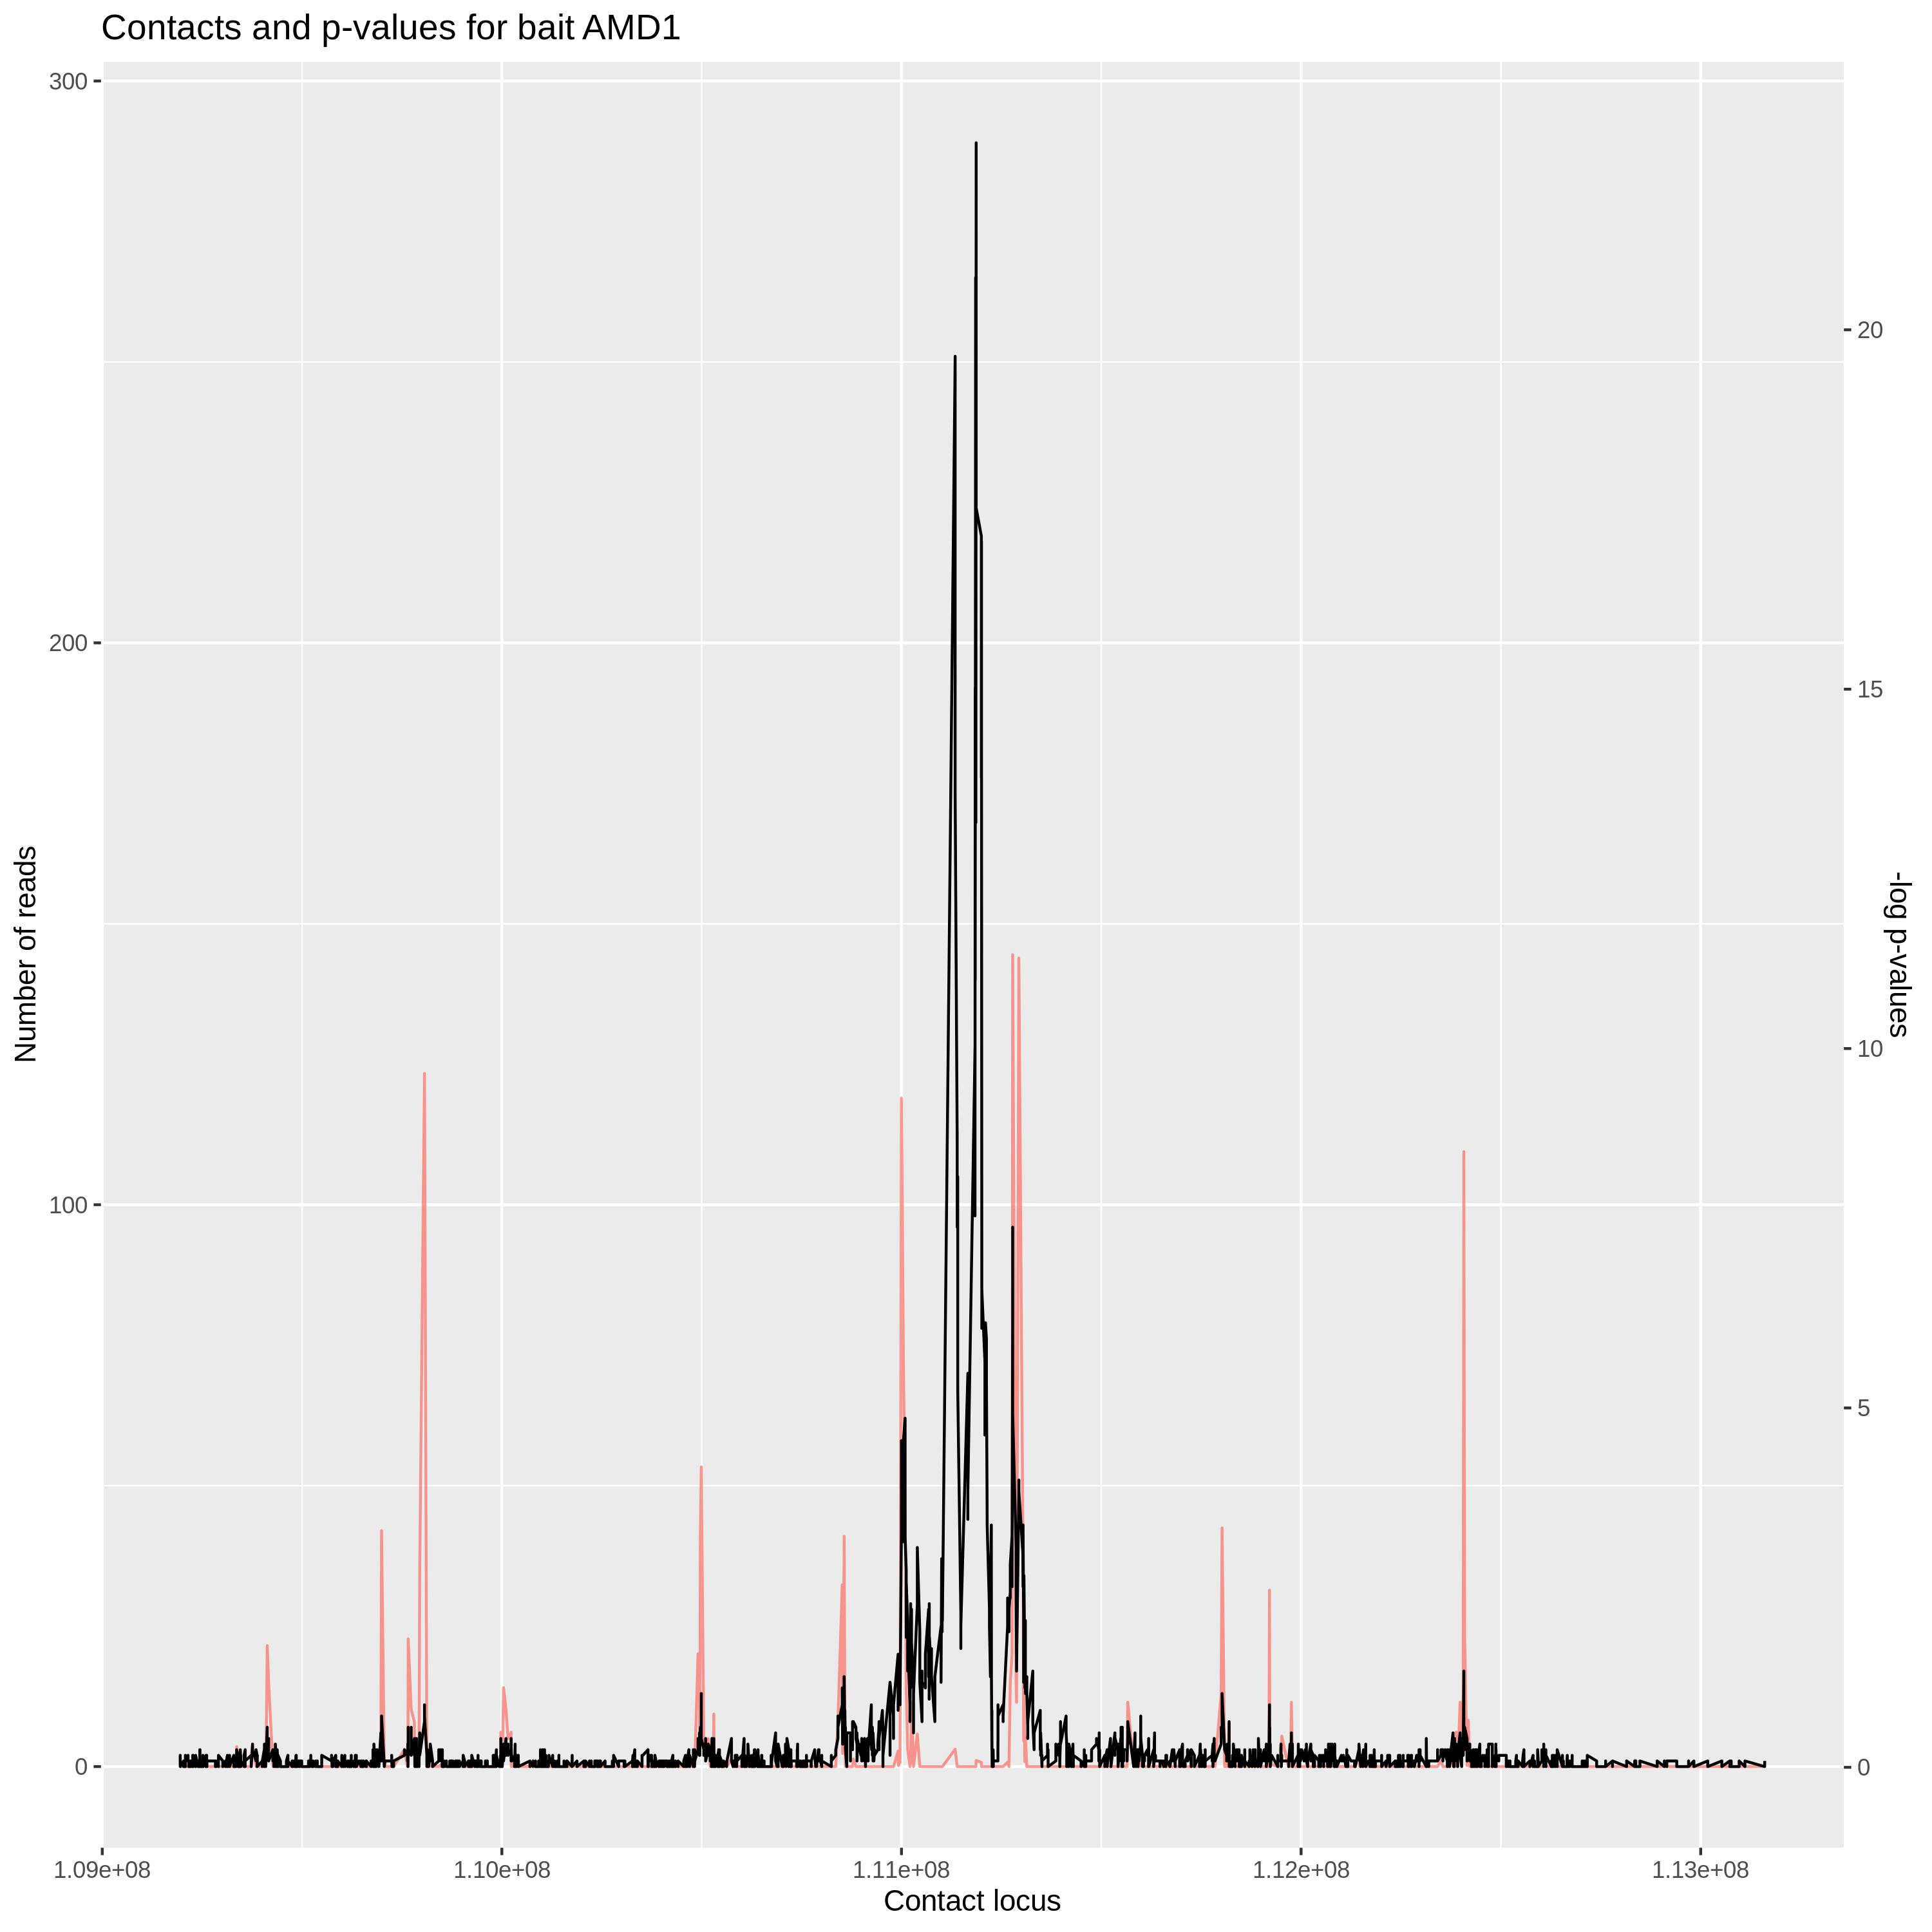 Contacts and p-values for bait AMD1
300
200
100
0
Number of reads
20
15
10
5
0
-log p-values
1.09e+08
1.10e+08
1.11e+08
1.12e+08
1.13e+08
Contact locus